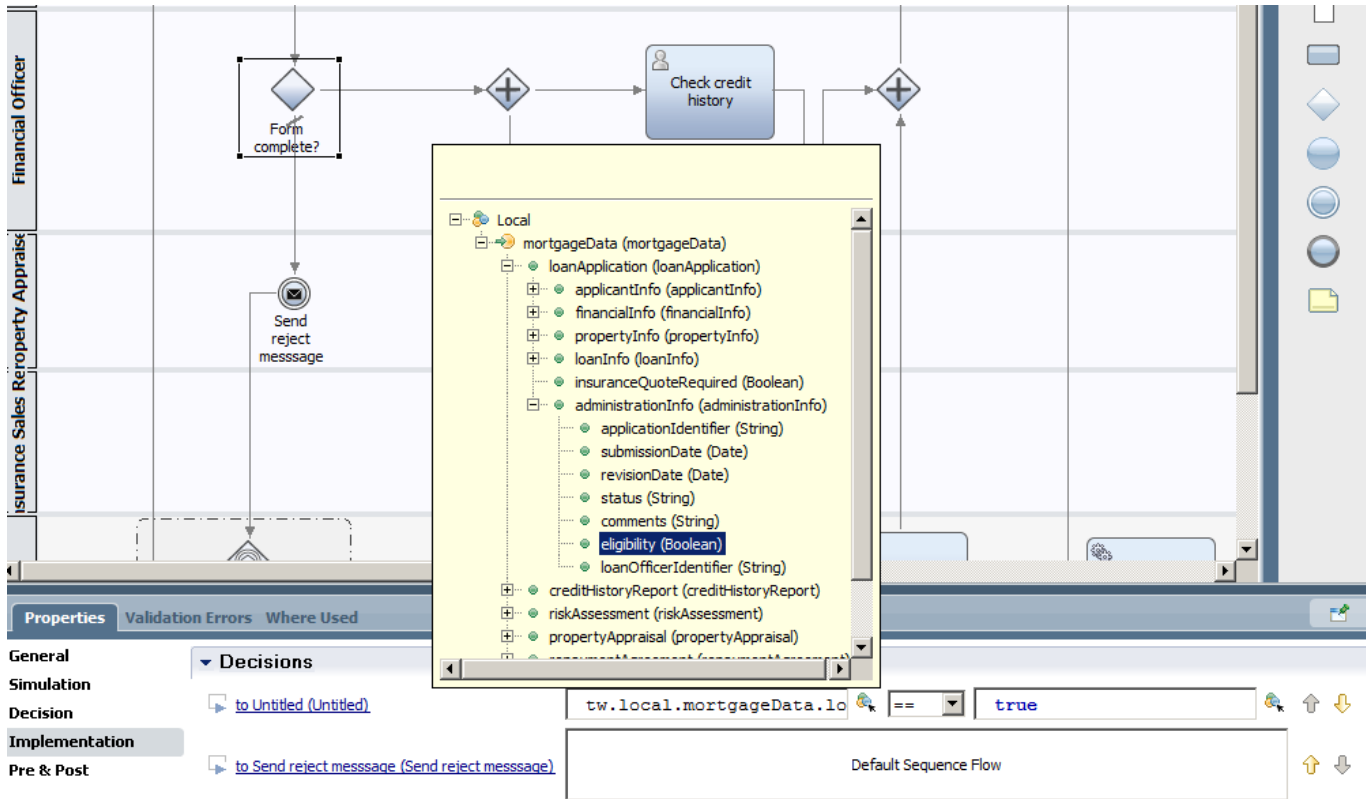 Financial Officer
Form
complete?
Check credit
history
Send
reject
messsage
Local
mortgageData (mortgageData)
loanApplication (loanApplication)
applicantInfo (applicantInfo)
financialInfo (financialInfo)
propertyInfo (propertyInfo)
loanInfo (loanInfo)
insuranceQuoteRequired (Boolean)
administrationInfo (administrationInfo)
applicationIdentifier (String)
submissionDate (Date)
revisionDate (Date)
status (String)
comments (String)
eligibility (Boolean)
loanOfficerIdentifier (String)
creditHistoryReport (creditHistoryReport)
riskAssessment (riskAssessment)
propertyAppraisal (propertyAppraisal)
roperty Appraise
nsurance Sales Re
Properties Validation Errors Where Used
General
Simulation
Decision
Implementation
Pre & Post
Decisions
to Untitled (Untitled)
tw.local.mortgageData.lo
==
true
to Send reject messsage (Send reject messsage)
Default Sequence Flow